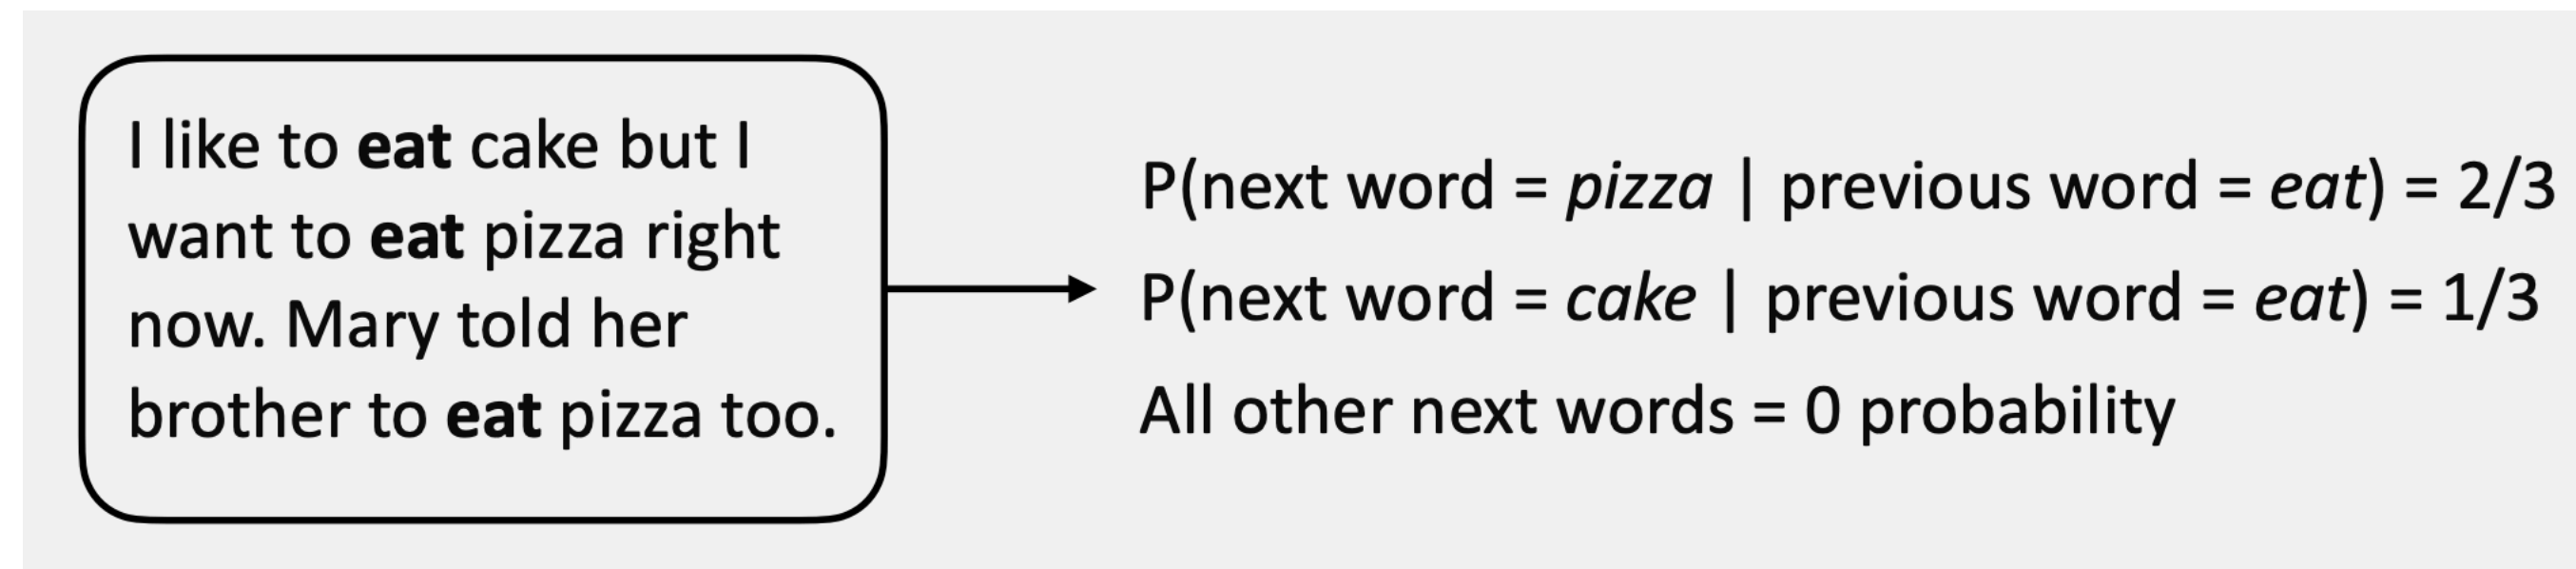 I like to eat cake but I
want to eat pizza right
now. Mary told her
brother to eat pizza too.
P(next word = pizza | previous word = eat) = 2/3
P(next word = cake | previous word = eat) = 1/3
All other next words = 0 probability